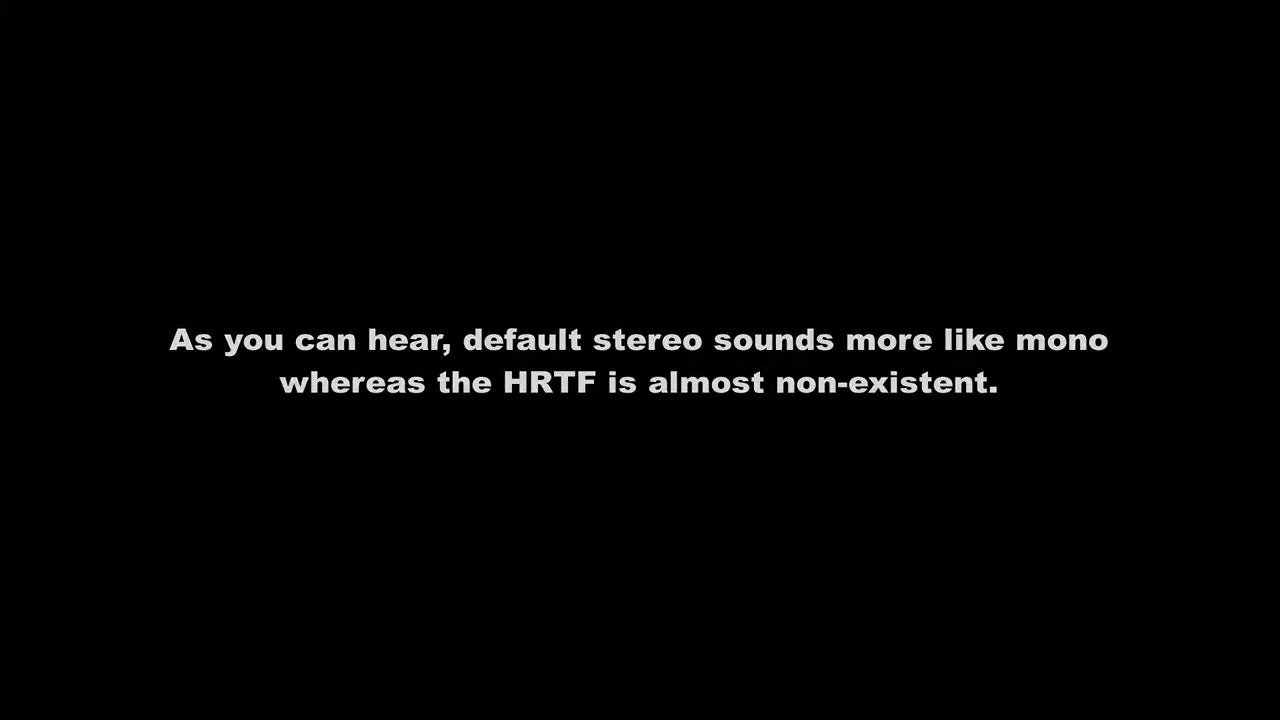 As you can hear, default stereo sounds more like mono
whereas the HRTF is almost non-existent.